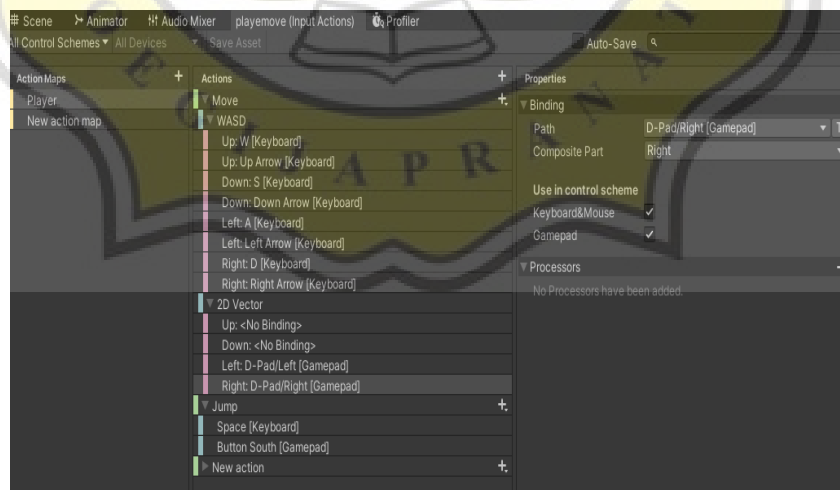 Scene Animator Audio Mixer playemove (Input Actions) Profiler
All Control Schemes All Devices Save Asset Auto-Save
Action Maps + Actions + Properties
Player
New action map
Move +
WASD
Up: W [Keyboard]
Up: Up Arrow [Keyboard]
Down: S [Keyboard]
Down: Down Arrow [Keyboard]
Left: A [Keyboard]
Left: Left Arrow [Keyboard]
Right: D [Keyboard]
Right: Right Arrow [Keyboard]
2D Vector
Up: <No Binding>
Down: <No Binding>
Left: D-Pad/Left [Gamepad]
Right: D-Pad/Right [Gamepad]
Jump +
Space [Keyboard]
Button South [Gamepad]
New action +
Binding
Path D-Pad/Right [Gamepad] T
Composite Part Right
Use in control scheme
Keyboard&Mouse
Gamepad
Processors
No Processors have been added.